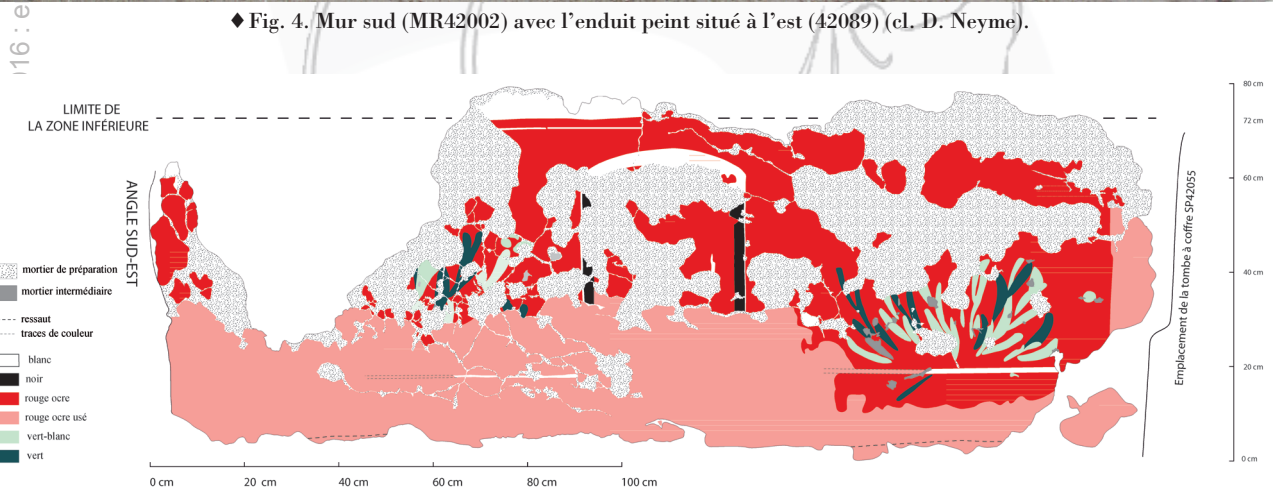 016 : e
♦ Fig. 4. Mur sud (MR42002) avec l’enduit peint situé à l’est (42089) (cl. D. Neyme).
LIMITE DE
LA ZONE INFÉRIEURE
ANGLE SUD-EST
mortier de préparation
mortier intermédiaire
ressaut
traces de couleur
blanc
noir
rouge ocre
rouge ocre usé
vert-blanc
vert
0 cm 20 cm 40 cm 60 cm 80 cm 100 cm
Emplacement de la tombe à coffre SP42055
80 cm
72 cm
60 cm
40 cm
20 cm
0 cm